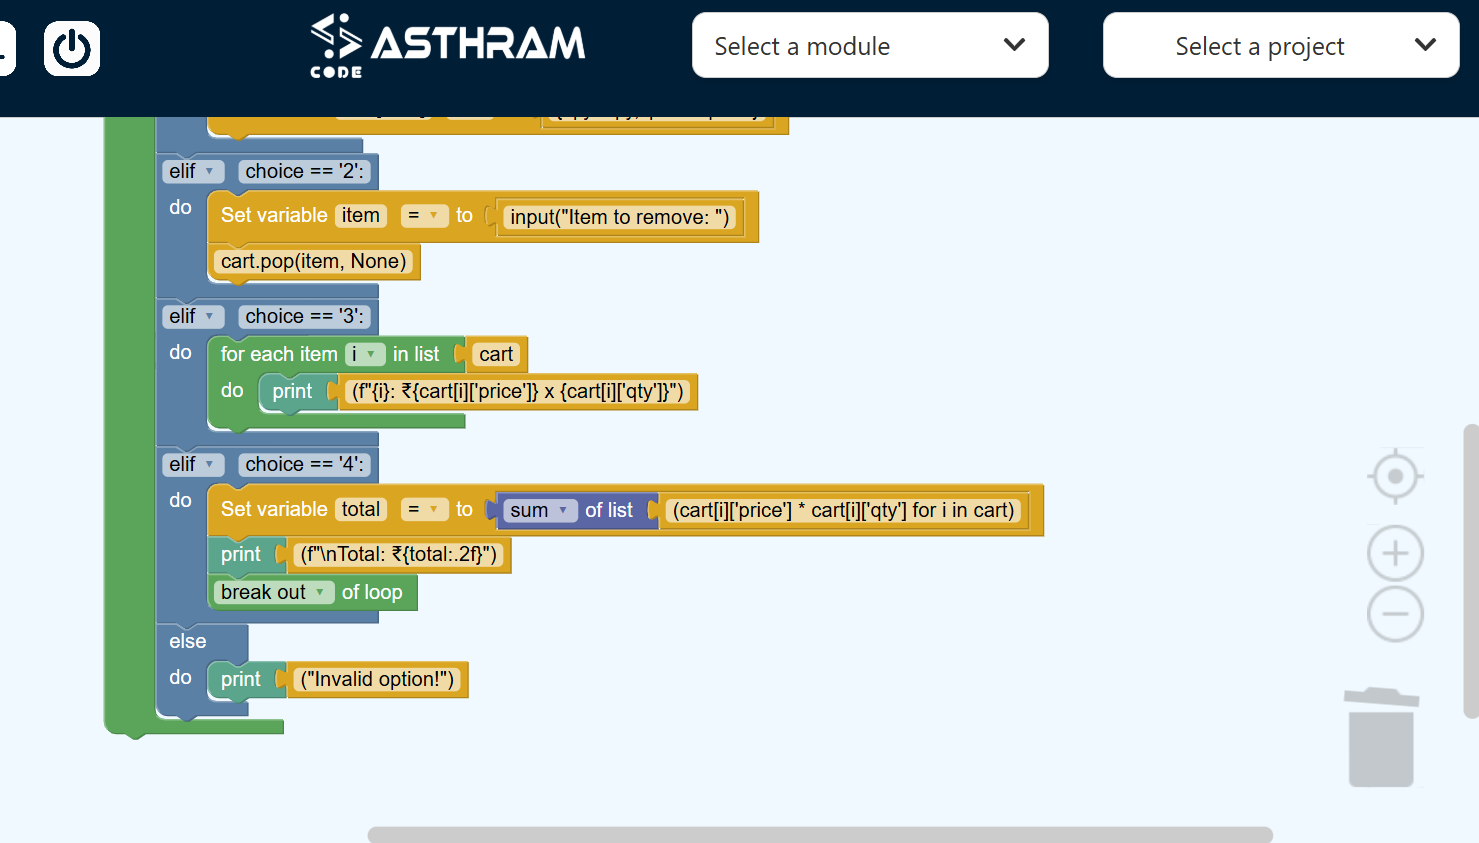 ASTHRAM
CODE
Select a module
Select a project
elif choice == '2':
do Set variable item = to input("Item to remove: ")
cart.pop(item, None)
elif choice == '3':
do for each item i in list cart
do print (f"{i}: ₹{cart[i]['price']} x {cart[i]['qty']}")
elif choice == '4':
do Set variable total = to sum of list (cart[i]['price'] * cart[i]['qty'] for i in cart)
print (f"\nTotal: ₹{total:.2f}")
break out of loop
else
do print ("Invalid option!")